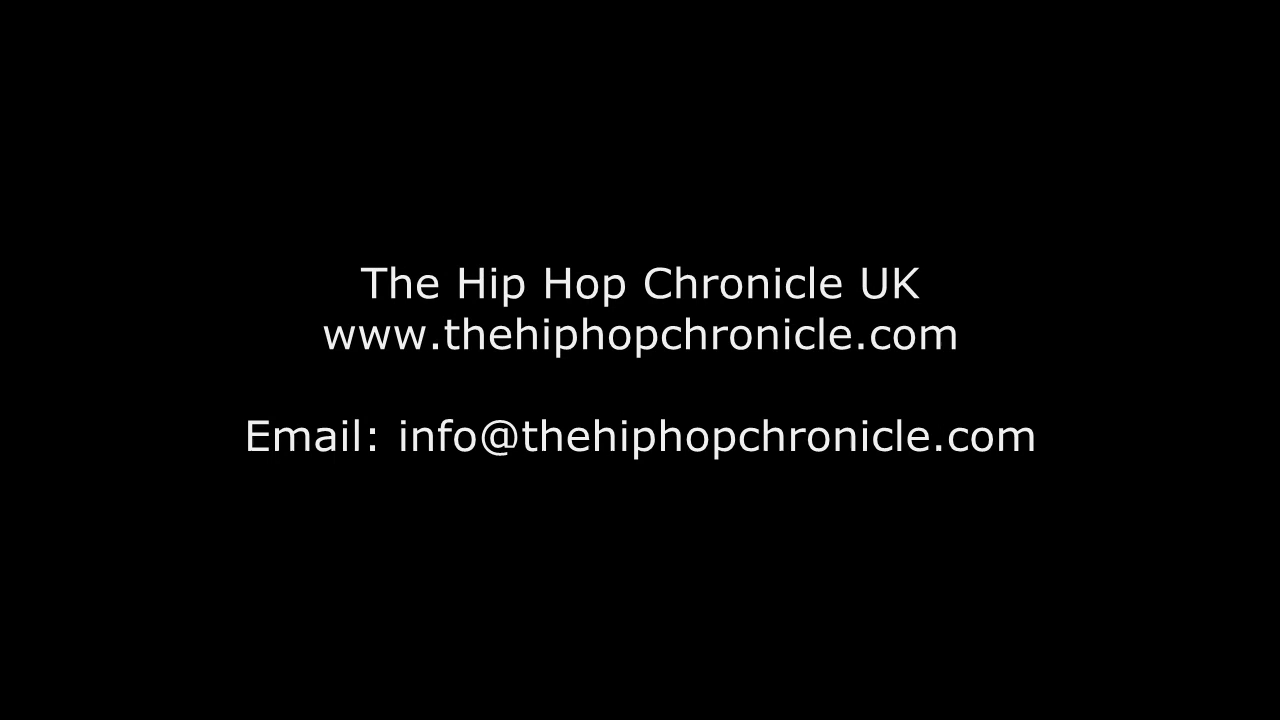 The Hip Hop Chronicle UK
www.thehiphopchronicle.com
Email: info@thehiphopchronicle.com